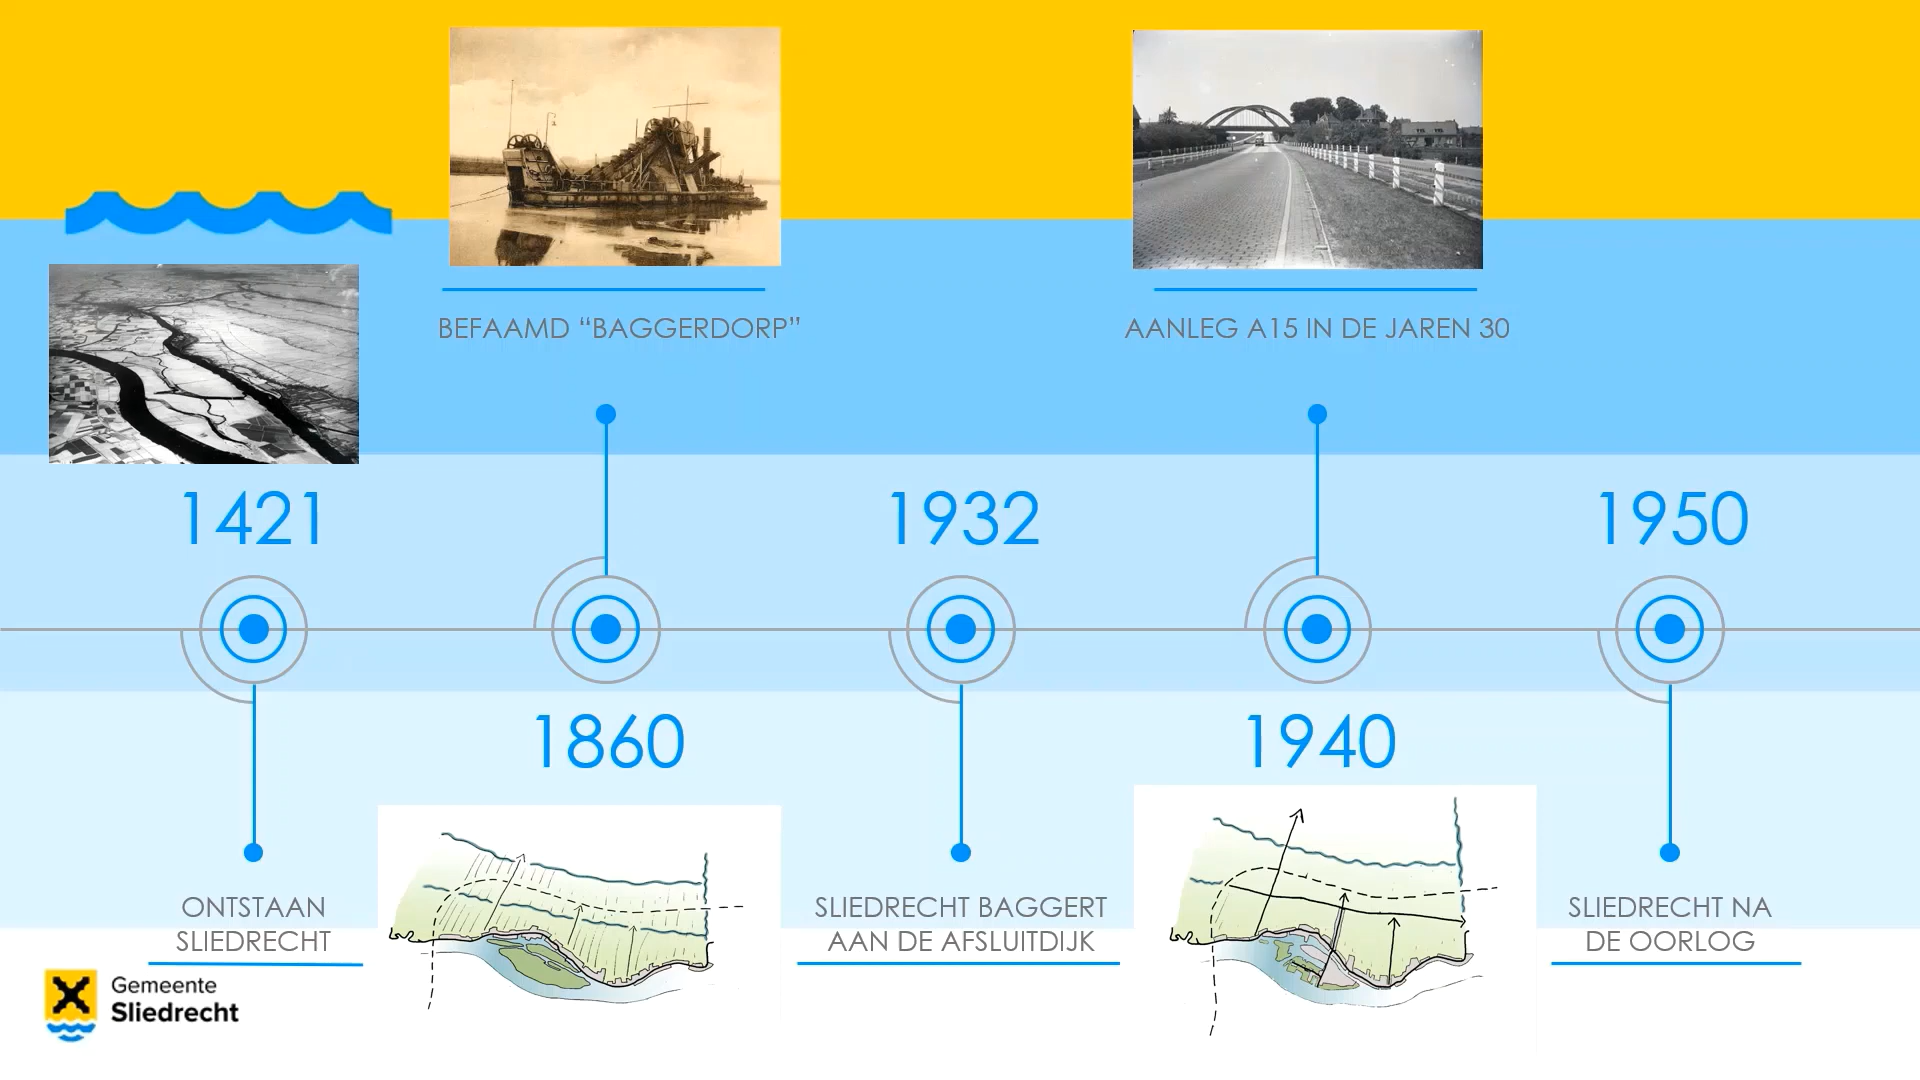 BEFAAMD “BAGGERDORP”
AANLEG A15 IN DE JAREN 30
1421
1932
1950
1860
1940
ONTSTAAN
SLIEDRECHT
SLIEDRECHT BAGGERT
AAN DE AFSLUITDIJK
SLIEDRECHT NA
DE OORLOG
Gemeente
Sliedrecht